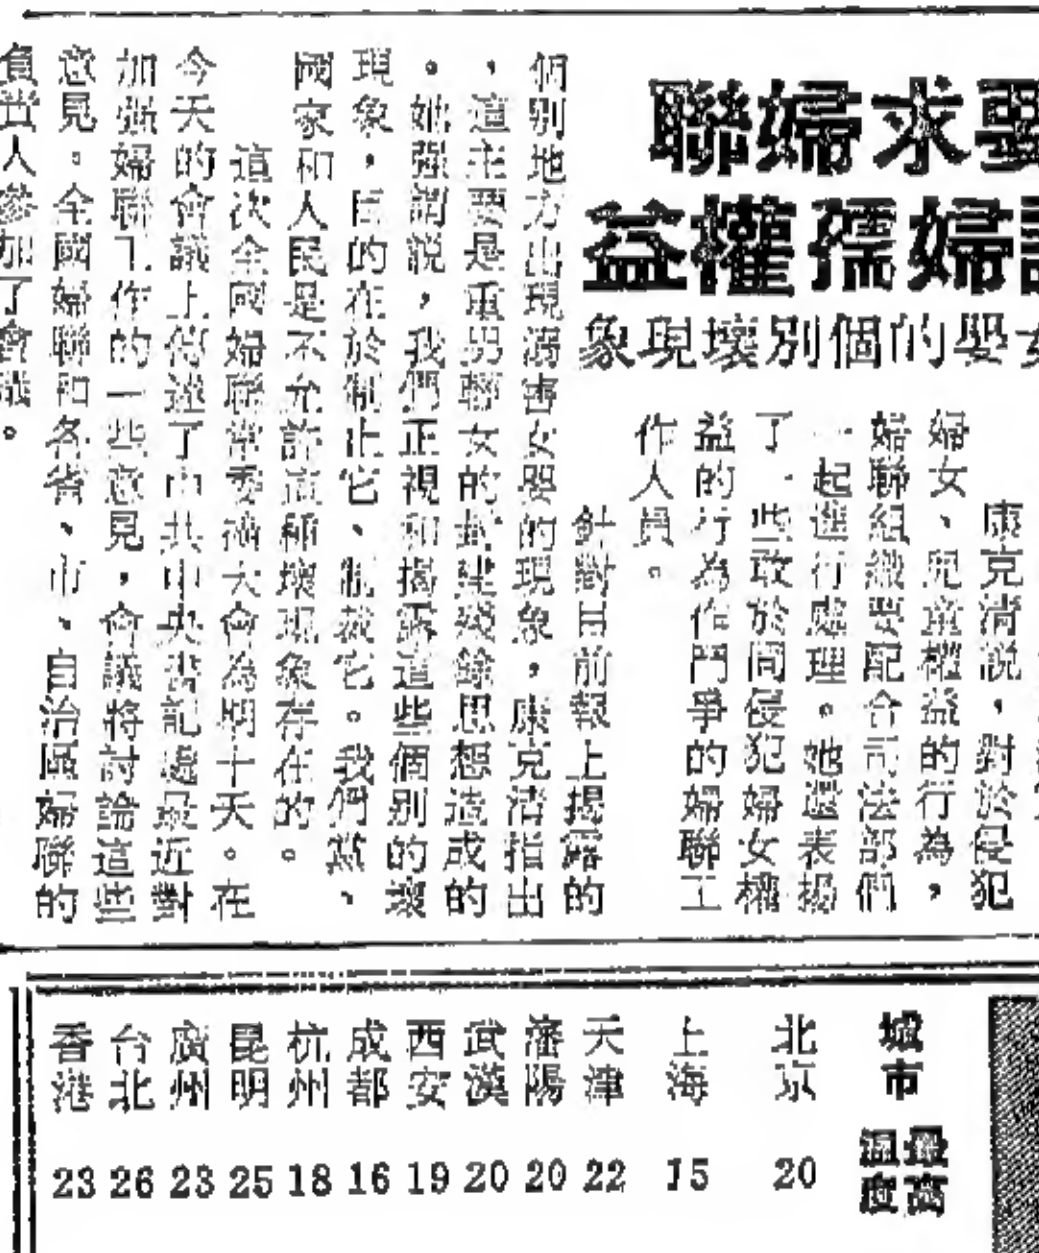 要求婦聯
婦孺權益
女嬰的個別壞現象
康克清說，對於侵犯
婦女、兒童權益的行為，
婦聯組織要配合司法部們
一起進行處理。她還表揚
了一些敢於同侵犯婦女權
益的行為作鬥爭的婦聯工
作人員。
針對目前報上揭露的
個别地方出現溺害女嬰的現象，康克清指出
，這主要是重男輕女的封建殘餘思想造成的
。她强調説，我們正視和揭露這些個别的壞
現象，目的在於制止它、制裁它。我們黨、
國家和人民是不允許這種壞現象存在的。
這次全國婦聯常委擴大會為期十天。在
今天的會議上傳達了中共中央書記處最近對
加强婦聯工作的一些意見，會議將討論這些
意見。全國婦聯和各省、市、自治區婦聯的
負責人參加了會議。
城市 最高溫度
北京 20
上海 15
天津 22
瀋陽 20
武漢 20
西安 19
成都 16
杭州 18
昆明 25
廣州 23
台北 26
香港 23